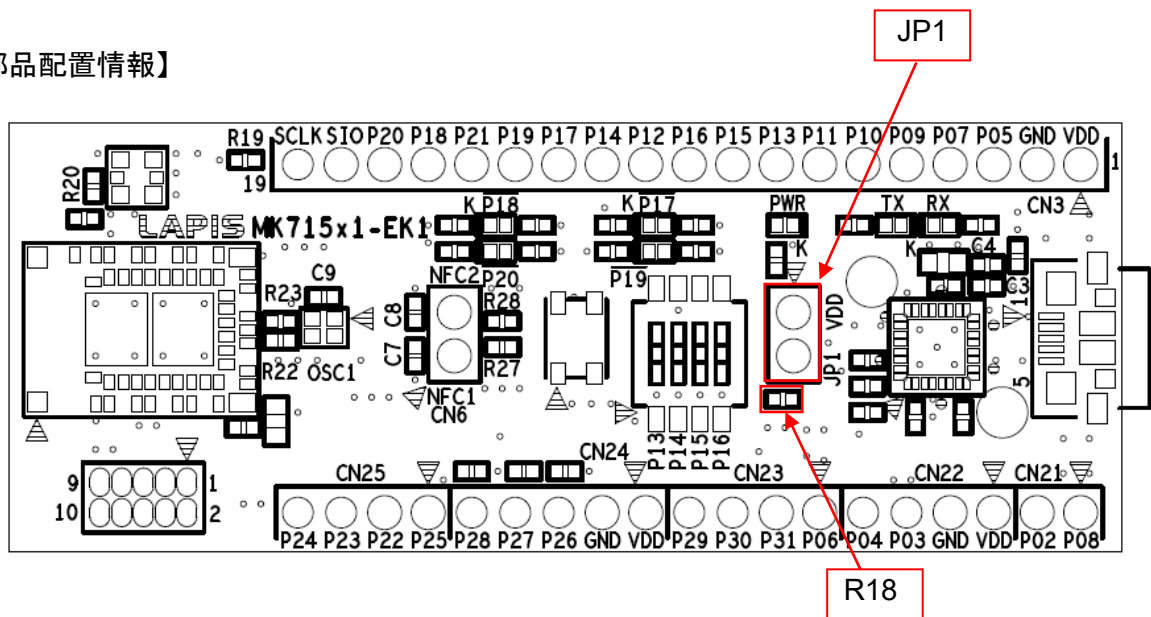 JP1
部品配置情報】
R19 SCLK SIO P20 P18 P21 P19 P17 P14 P12 P16 P15 P13 P11 P10 P09 P07 P05 GND VDD
19 1
R20
LAPIS MK715x1-EK1
K P18 K P17 PWR TX RX CN3
K K C4
P20 P19
NFC2 C3
C9
R23 C8 R28 VDD 1
R22 OSC1 C7 R27 JP1 5
NFC1
CN6
P13 P14 P15 P16
9 1
10 2
CN25 CN24 CN23 CN22 CN21
P24 P23 P22 P25 P28 P27 P26 GND VDD P29 P30 P31 P06 P04 P03 GND VDD P02 P08
R18